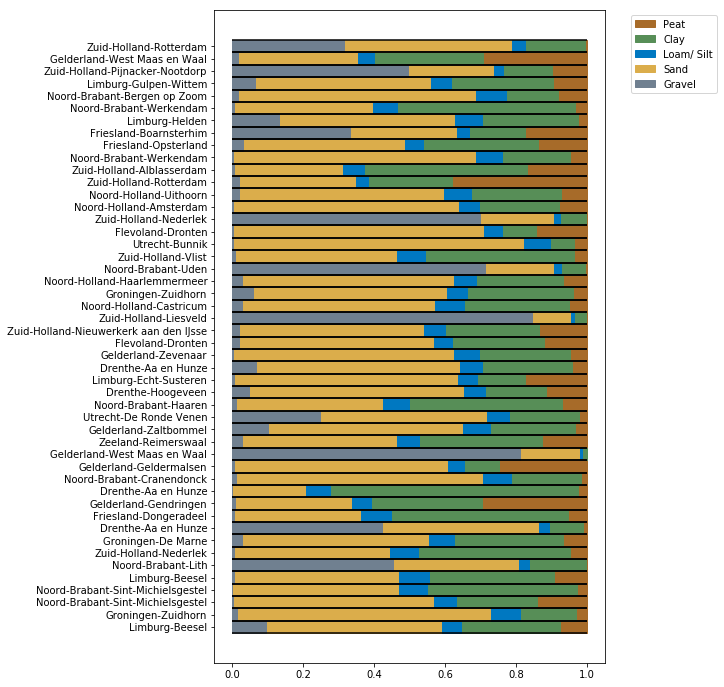 Zuid-Holland-Rotterdam
Gelderland-West Maas en Waal
Zuid-Holland-Pijnacker-Nootdorp
Limburg-Gulpen-Wittem
Noord-Brabant-Bergen op Zoom
Noord-Brabant-Werkendam
Limburg-Helden
Friesland-Boarnsterhim
Friesland-Opsterland
Noord-Brabant-Werkendam
Zuid-Holland-Alblasserdam
Zuid-Holland-Rotterdam
Noord-Holland-Uithoorn
Noord-Holland-Amsterdam
Zuid-Holland-Nederlek
Flevoland-Dronten
Utrecht-Bunnik
Zuid-Holland-Vlist
Noord-Brabant-Uden
Noord-Holland-Haarlemmermeer
Groningen-Zuidhorn
Noord-Holland-Castricum
Zuid-Holland-Liesveld
Zuid-Holland-Nieuwerkerk aan den IJsse
Flevoland-Dronten
Gelderland-Zevenaar
Drenthe-Aa en Hunze
Limburg-Echt-Susteren
Drenthe-Hoogeveen
Noord-Brabant-Haaren
Utrecht-De Ronde Venen
Gelderland-Zaltbommel
Zeeland-Reimerswaal
Gelderland-West Maas en Waal
Gelderland-Geldermalsen
Noord-Brabant-Cranendonck
Drenthe-Aa en Hunze
Gelderland-Gendringen
Friesland-Dongeradeel
Drenthe-Aa en Hunze
Groningen-De Marne
Zuid-Holland-Nederlek
Noord-Brabant-Lith
Limburg-Beesel
Noord-Brabant-Sint-Michielsgestel
Noord-Brabant-Sint-Michielsgestel
Groningen-Zuidhorn
Limburg-Beesel
0.0 0.2 0.4 0.6 0.8 1.0
Peat
Clay
Loam/ Silt
Sand
Gravel